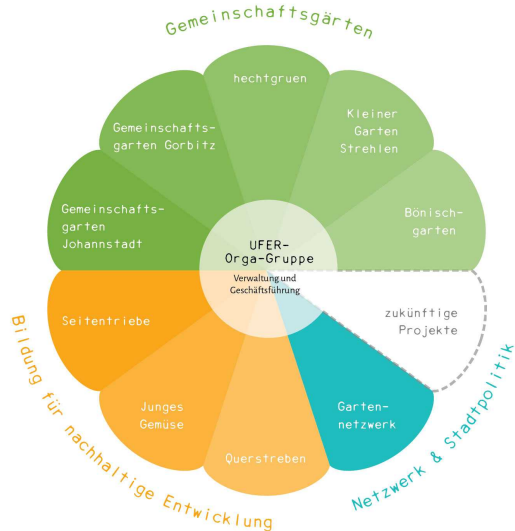 Gemeinschaftsgärten
hechtgruen
Kleiner
Garten
Strehlen
Gemeinschafts-
garten Gorbitz
Gemeinschafts-
garten
Johannstadt
Bönisch-
garten
UFER-
Orga-Gruppe
Verwaltung und
Geschäftsführung
Seitentriebe
zukünftige
Projekte
Junges
Gemüse
Garten-
netzwerk
Querstreben
Bildung für nachhaltige Entwicklung
Netzwerk & Stadtpolitik